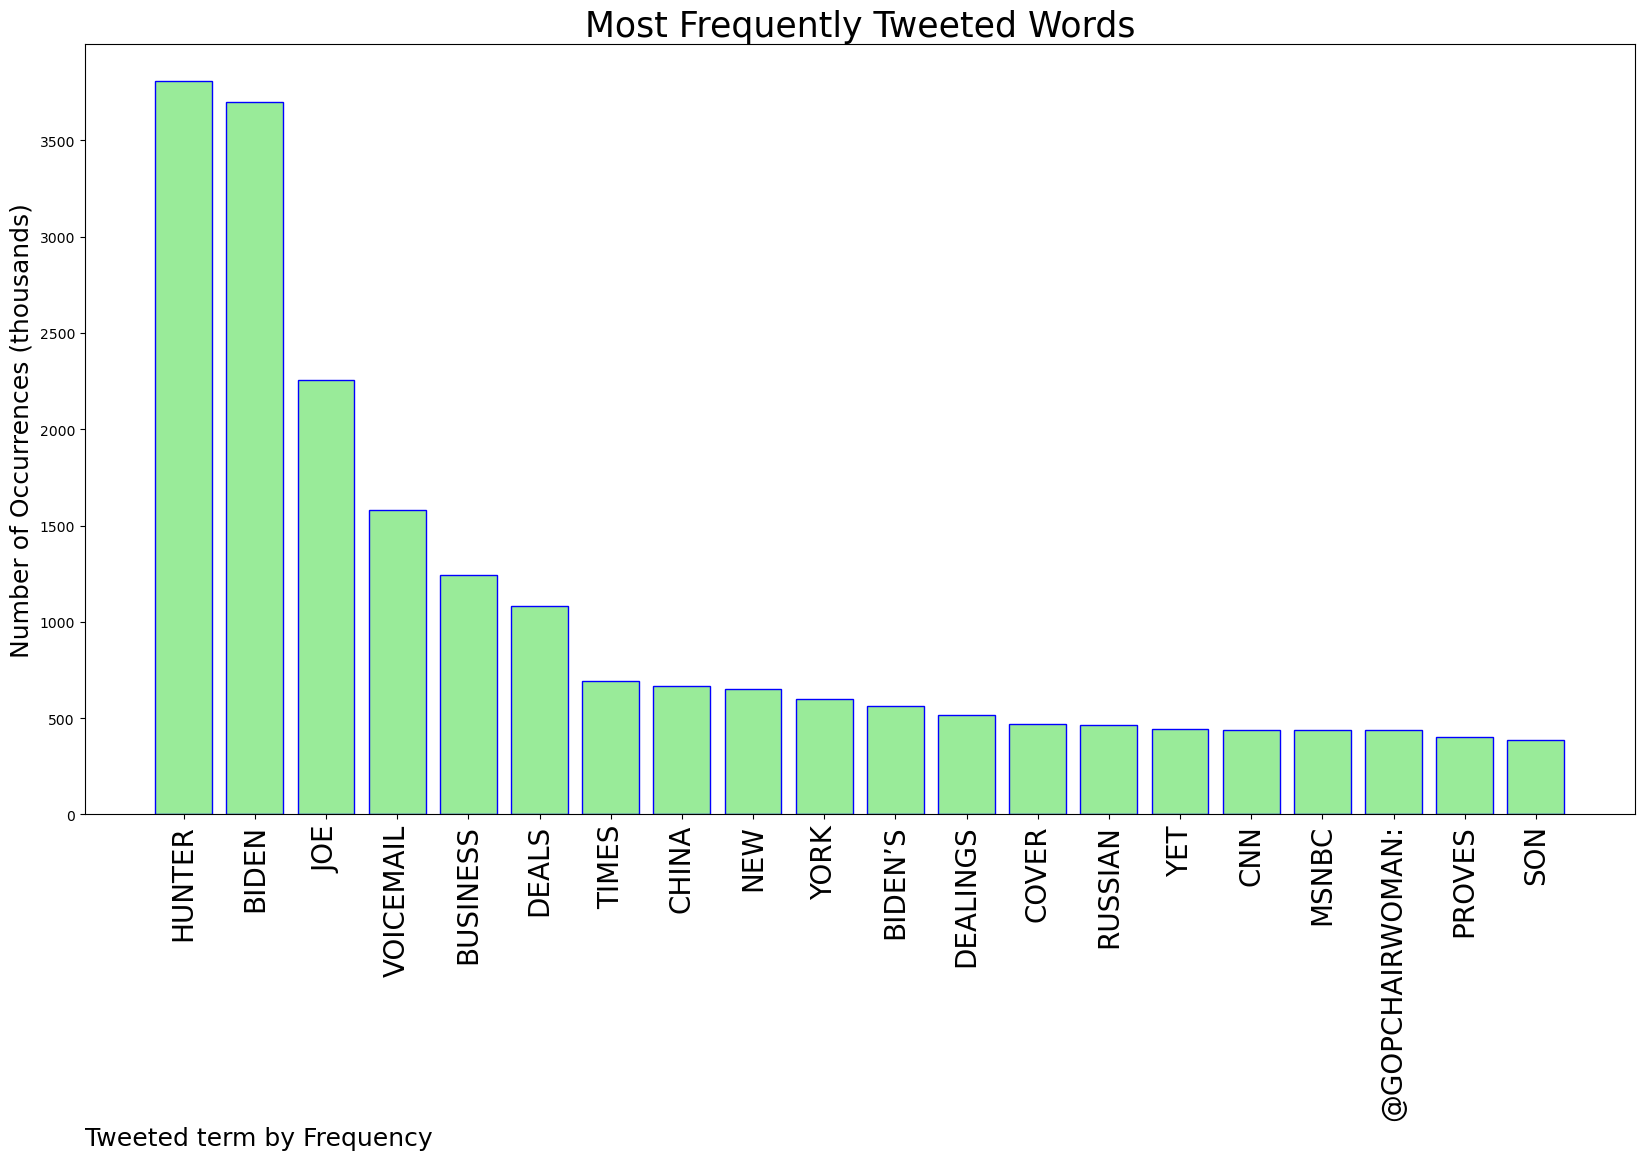 Most Frequently Tweeted Words
Number of Occurrences (thousands)
3500
3000
2500
2000
1500
1000
500
0
HUNTER
BIDEN
JOE
VOICEMAIL
BUSINESS
DEALS
TIMES
CHINA
NEW
YORK
BIDEN’S
DEALINGS
COVER
RUSSIAN
YET
CNN
MSNBC
@GOPCHAIRWOMAN:
PROVES
SON
Tweeted term by Frequency